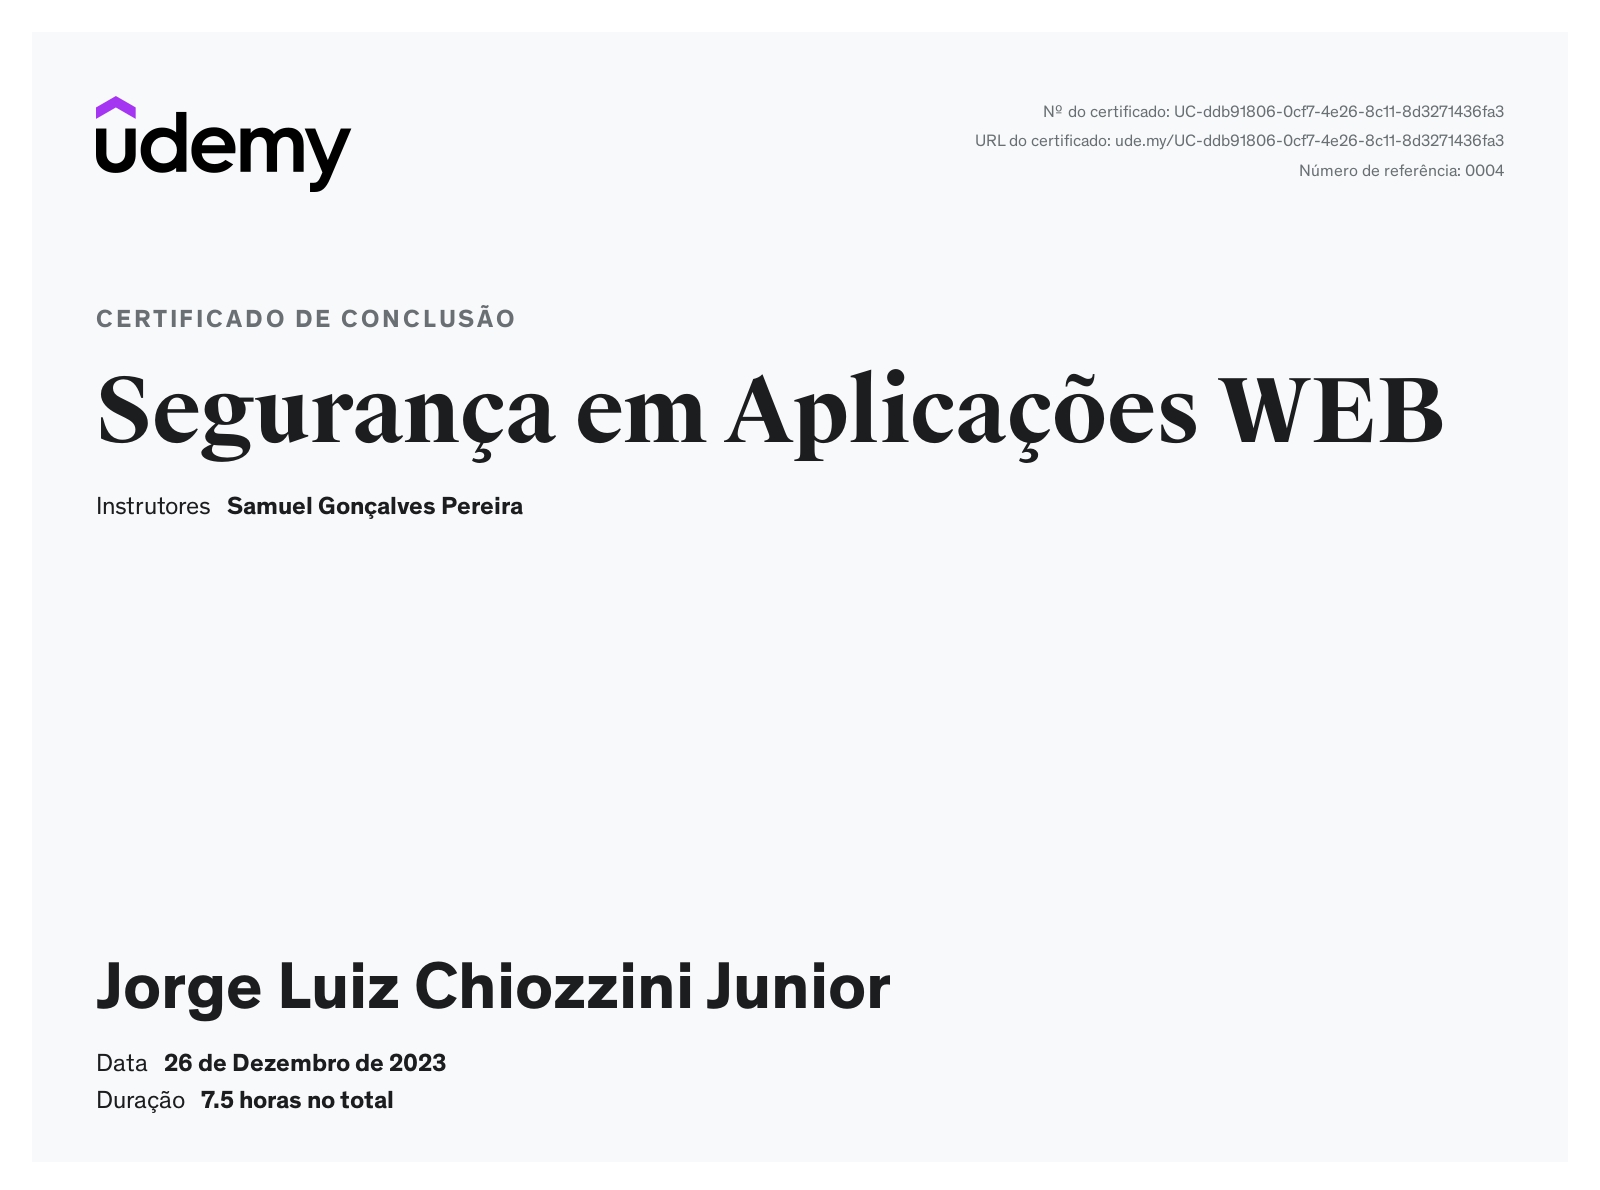 udemy
Nº do certificado: UC-ddb91806-0cf7-4e26-8c11-8d3271436fa3
URL do certificado: ude.my/UC-ddb91806-0cf7-4e26-8c11-8d3271436fa3
Número de referência: 0004
CERTIFICADO DE CONCLUSÃO
Segurança em Aplicações WEB
Instrutores Samuel Gonçalves Pereira
Jorge Luiz Chiozzini Junior
Data 26 de Dezembro de 2023
Duração 7.5 horas no total